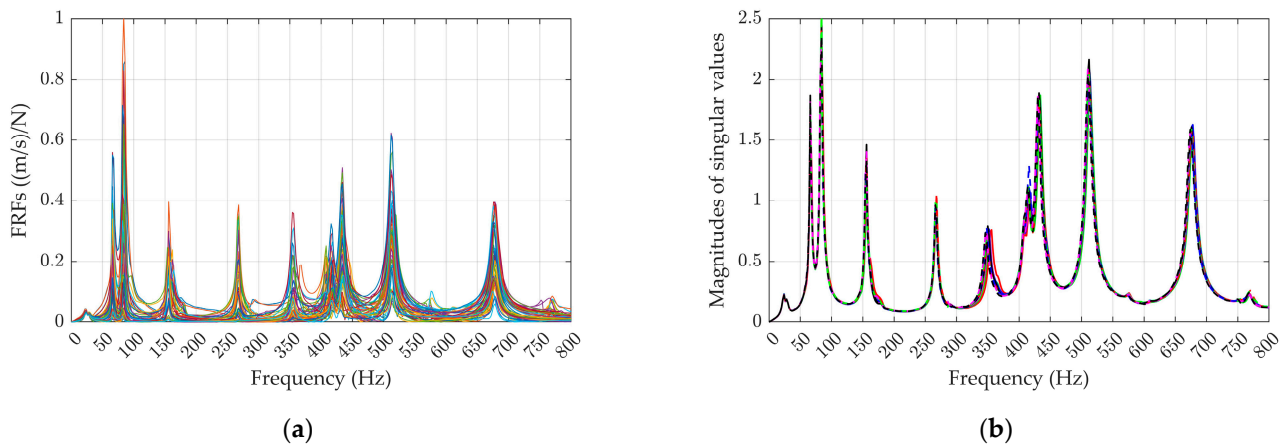 FRFs ((m/s)/N)
1
0.8
0.6
0.4
0.2
0
0 50 100 150 200 250 300 350 400 450 500 550 600 650 700 750 800
Frequency (Hz)
(a)
Magnitudes of singular values
2.5
2
1.5
1
0.5
0
0 50 100 150 200 250 300 350 400 450 500 550 600 650 700 750 800
Frequency (Hz)
(b)